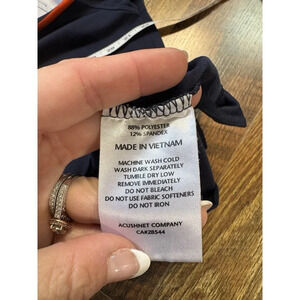 88% POLYESTER
12% SPANDEX
MADE IN VIETNAM
MACHINE WASH COLD
WASH DARK SEPARATELY
TUMBLE DRY LOW
REMOVE IMMEDIATELY
DO NOT BLEACH
DO NOT USE FABRIC SOFTENERS
DO NOT IRON
ACUSHNET COMPANY
CA#28544